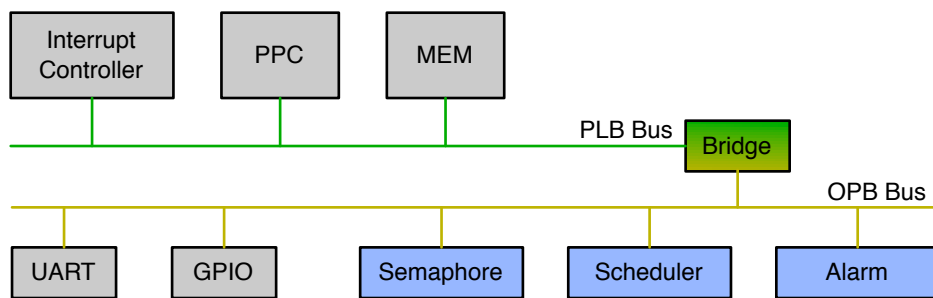 Interrupt
Controller
PPC
MEM
PLB Bus
Bridge
OPB Bus
UART
GPIO
Semaphore
Scheduler
Alarm